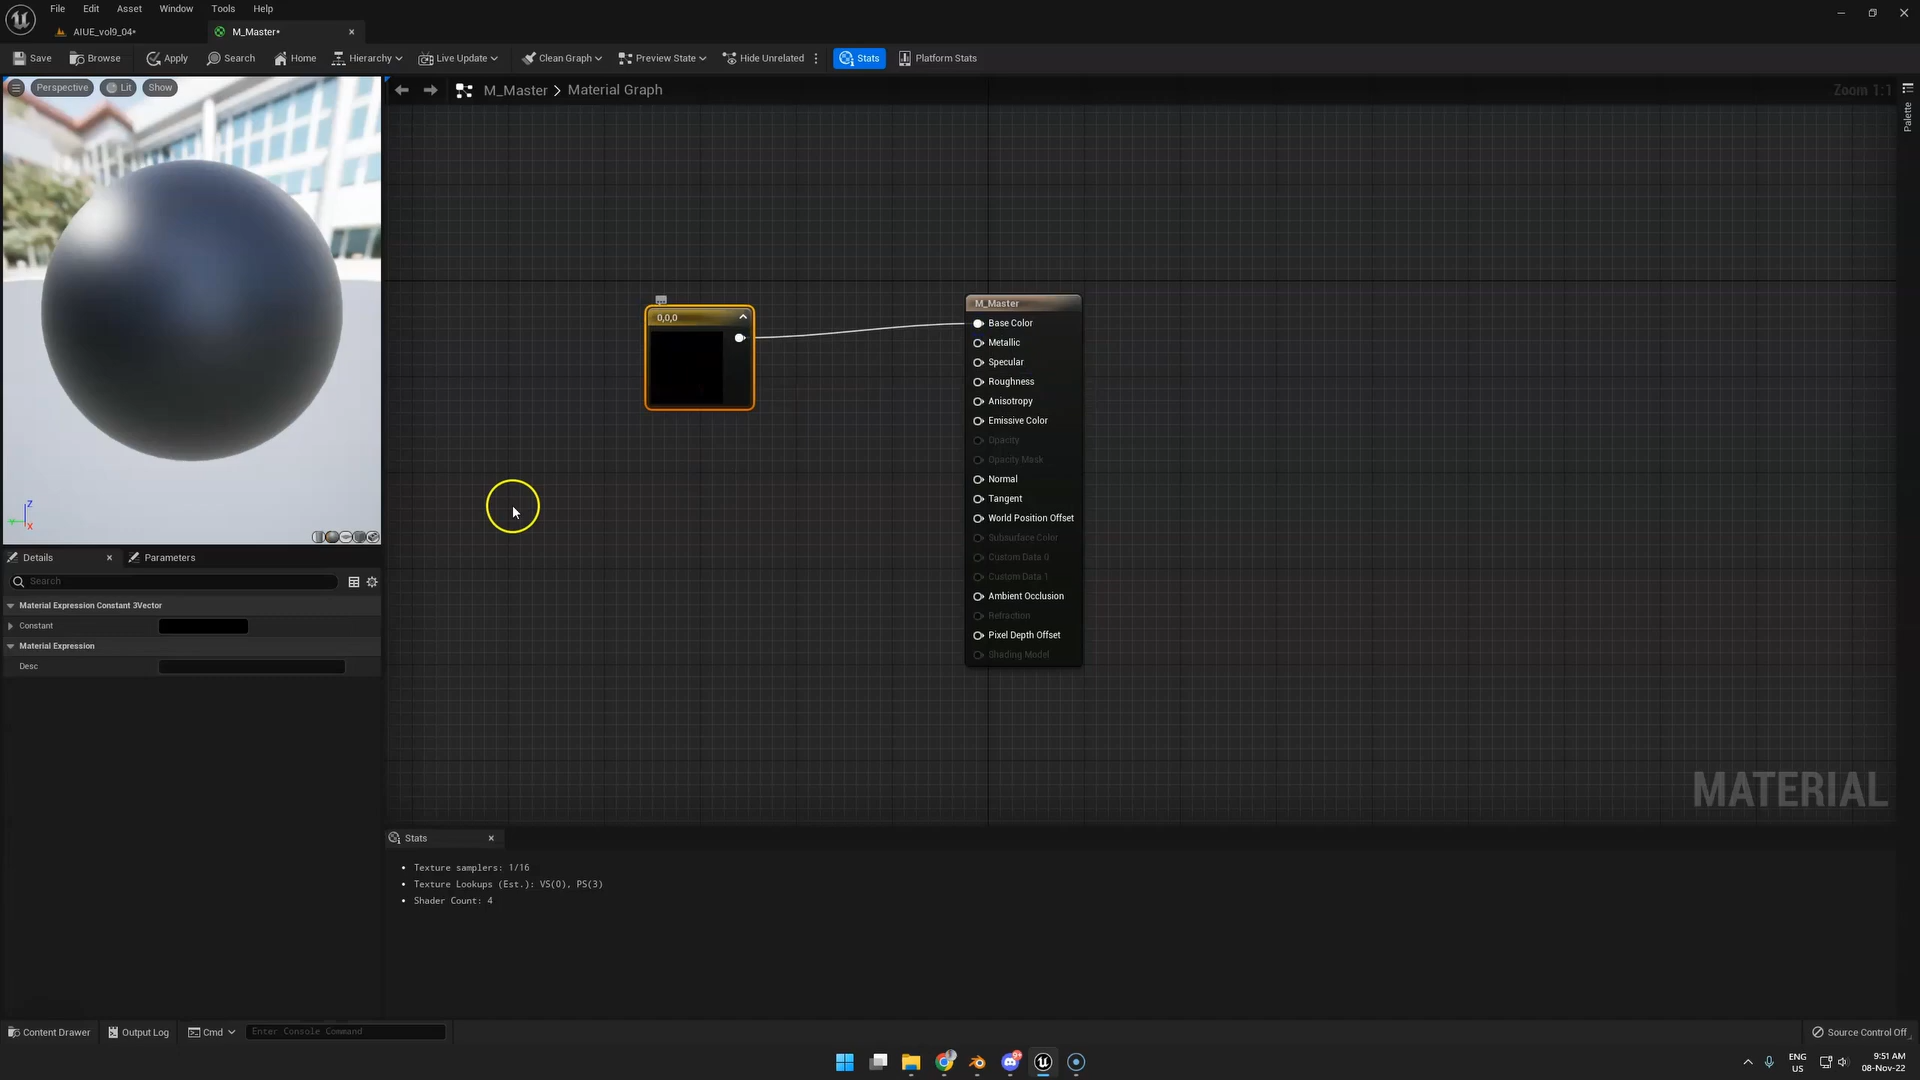 File Edit Asset Window Tools Help
AIUE_vol9_04*
M_Master*
Save Browse Apply Search Home Hierarchy Live Update Clean Graph Preview State Hide Unrelated Stats Platform Stats
Perspective Lit Show
M_Master > Material Graph
Zoom 1:1
Palette
0,0,0
M_Master
Base Color
Metallic
Specular
Roughness
Anisotropy
Emissive Color
Opacity
Opacity Mask
Normal
Tangent
World Position Offset
Subsurface Color
Custom Data 0
Custom Data 1
Ambient Occlusion
Refraction
Pixel Depth Offset
Shading Model
Z
Y
X
Details
Parameters
Search
Material Expression Constant 3Vector
Constant
Material Expression
Desc
MATERIAL
Stats
• Texture samplers: 1/16
• Texture Lookups (Est.): VS(0), PS(3)
• Shader Count: 4
Content Drawer Output Log Cmd Enter Console Command
Source Control Off
ENG
US
9:51 AM
08-Nov-22